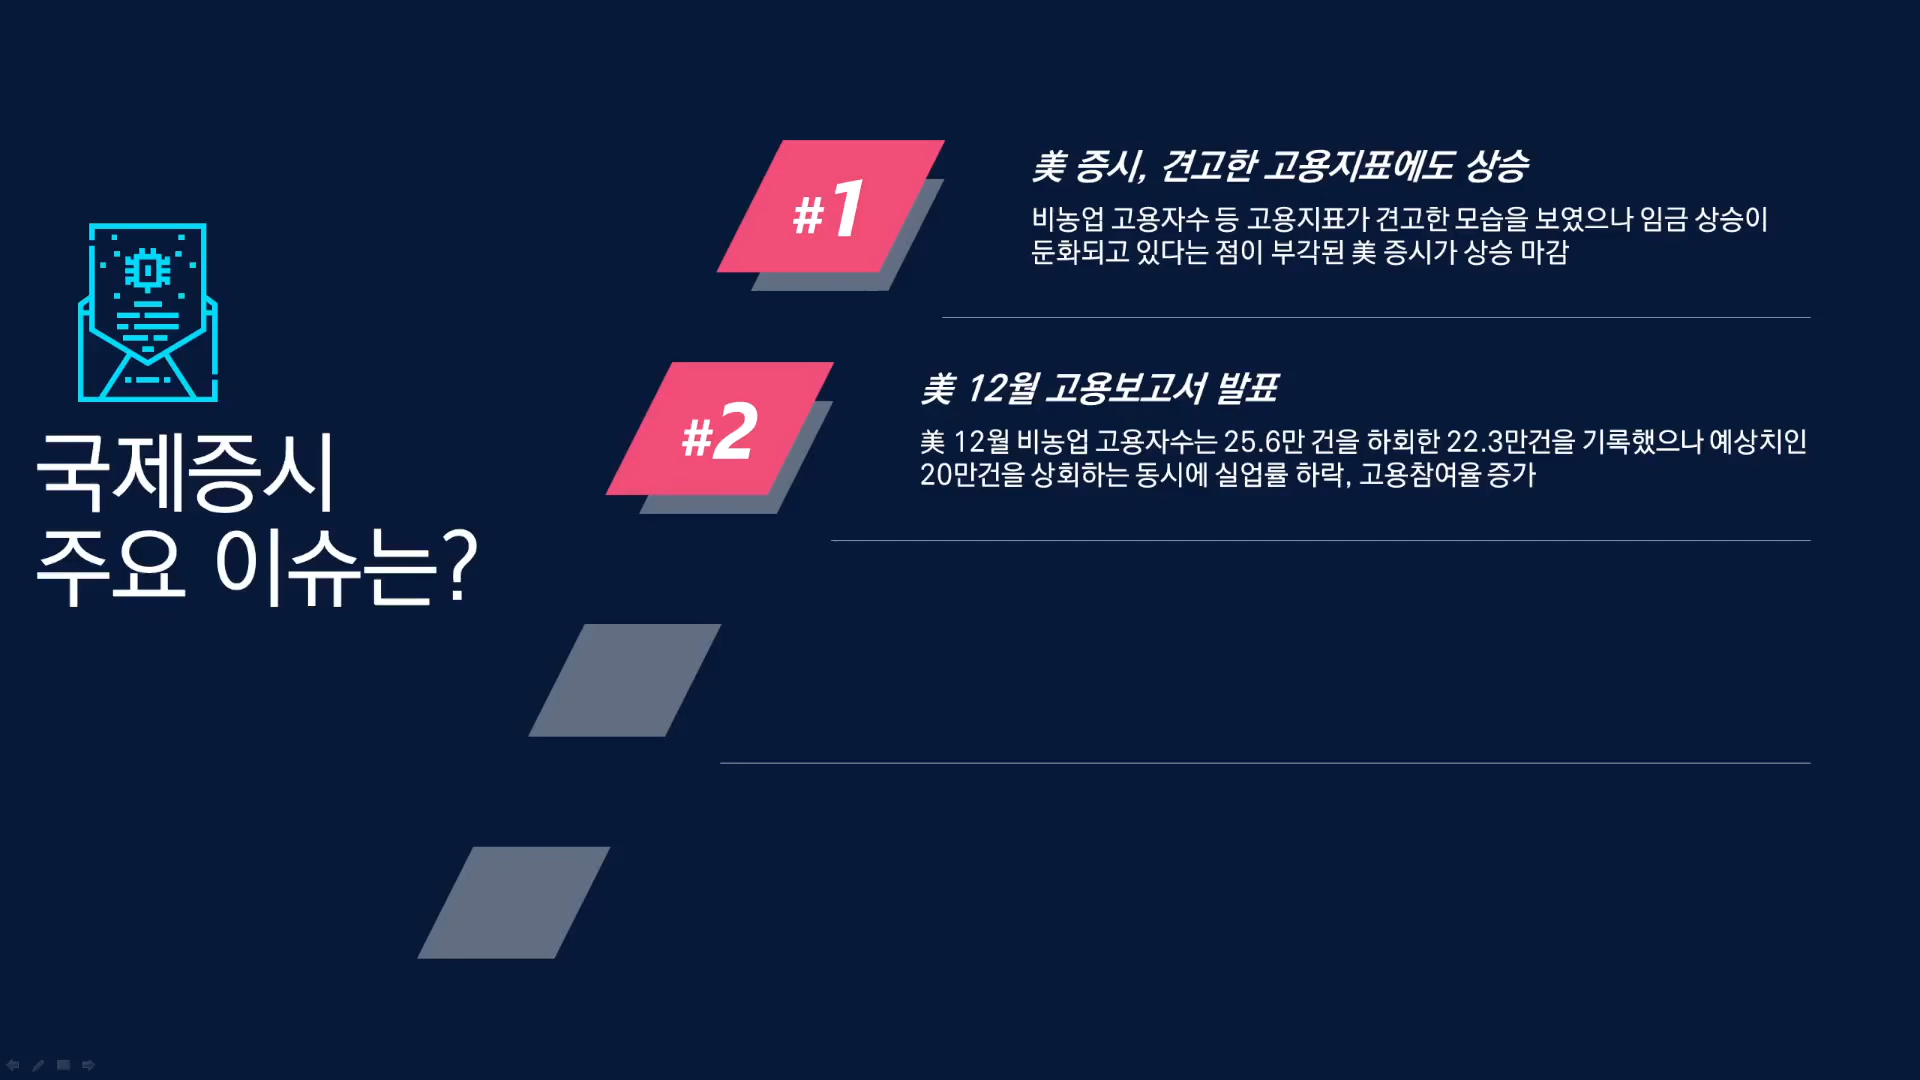 국제증시
주요 이슈는?
#1
美 증시, 견고한 고용지표에도 상승
비농업 고용자수 등 고용지표가 견고한 모습을 보였으나 임금 상승이
둔화되고 있다는 점이 부각된 美 증시가 상승 마감
#2
美 12월 고용보고서 발표
美 12월 비농업 고용자수는 25.6만 건을 하회한 22.3만건을 기록했으나 예상치인
20만건을 상회하는 동시에 실업률 하락, 고용참여율 증가